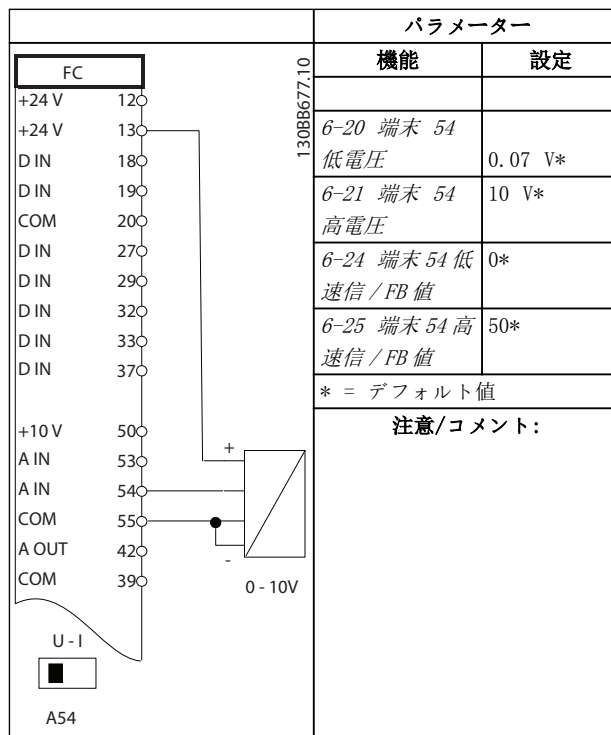 FC
+24 V 12
+24 V 13
D IN 18
D IN 19
COM 20
D IN 27
D IN 29
D IN 32
D IN 33
D IN 37
+10 V 50
A IN 53
A IN 54
COM 55
A OUT 42
COM 39
+
-
0 - 10V
U - I
A54
130BB677.10
パラメーター
機能 設定
6-20 端末 54
低電圧 0.07 V*
6-21 端末 54 10 V*
高電圧
6-24 端末 54 低 0*
速信 / FB 値
6-25 端末 54 高 50*
速信 / FB 値
* = デフォルト値
注意/コメント: